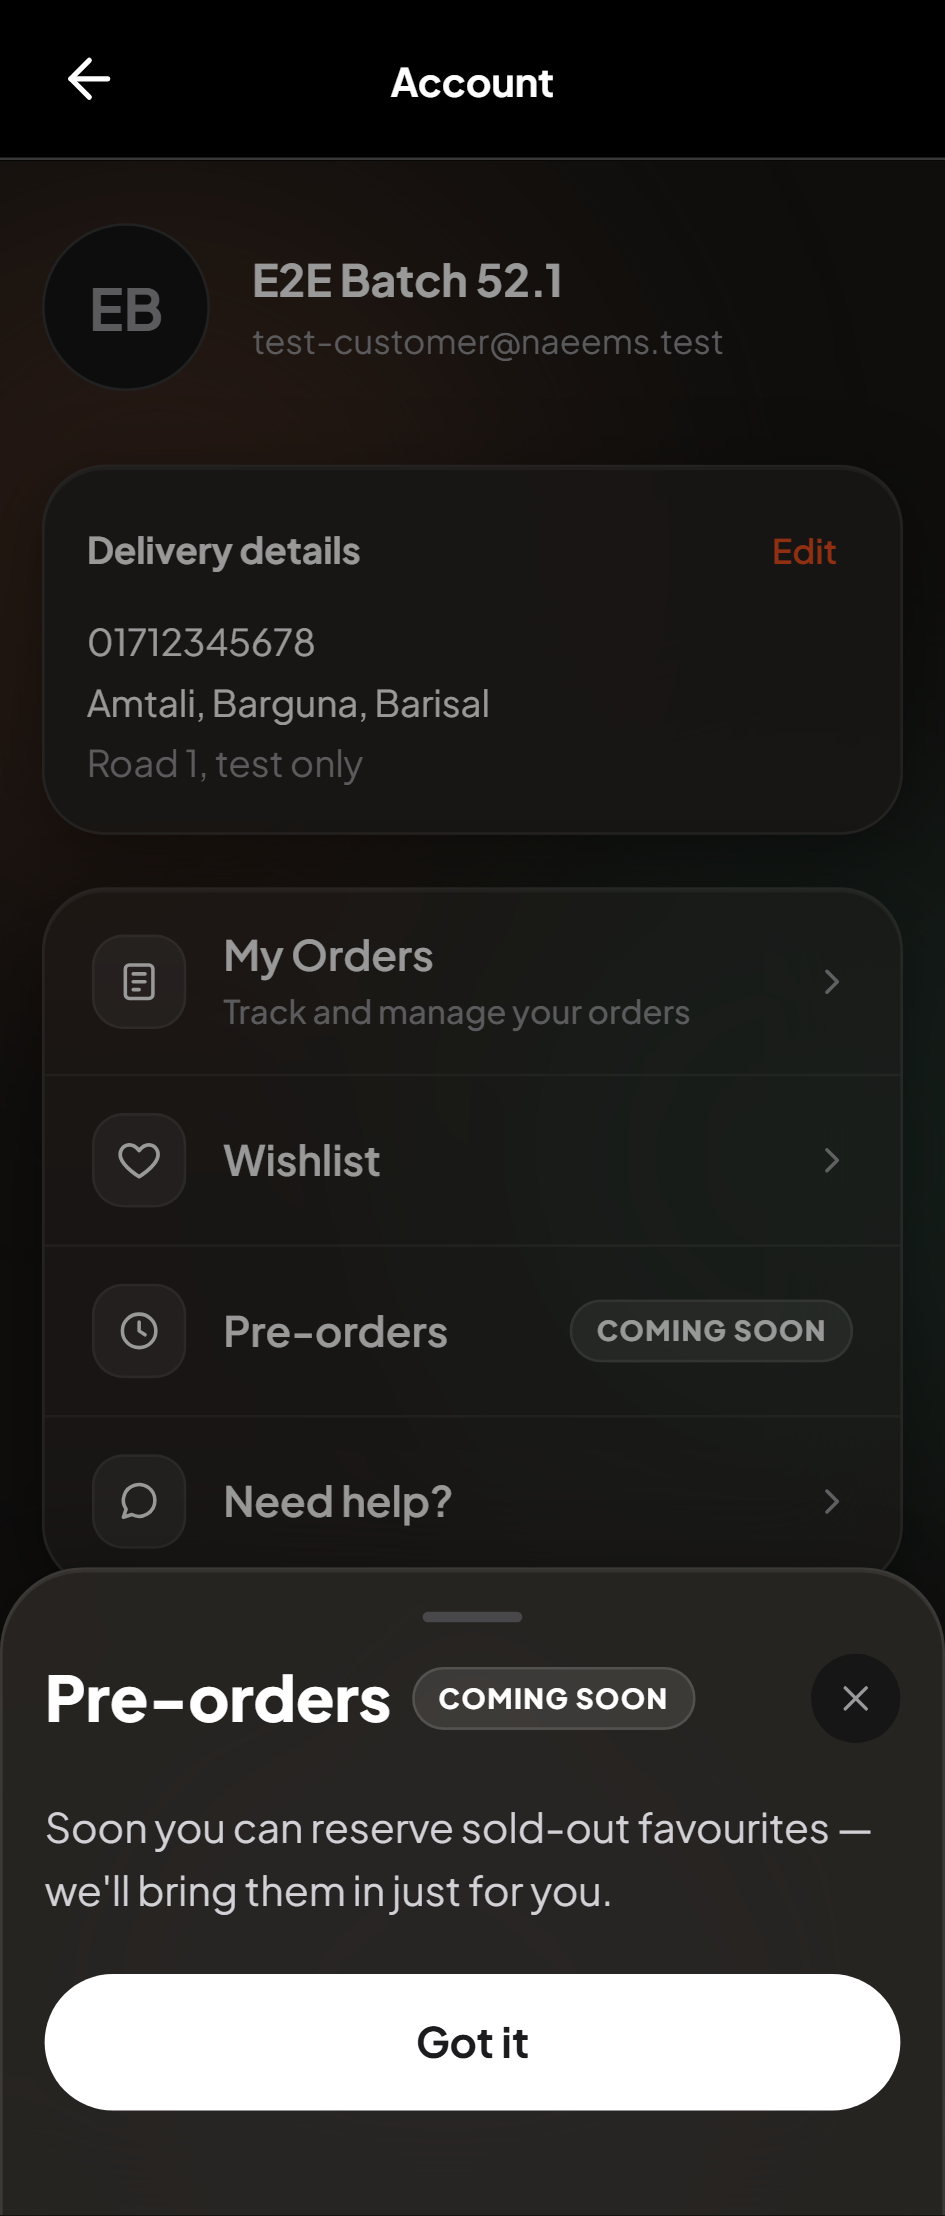 Account
EB
E2E Batch 52.1
test-customer@naeems.test
Delivery details
Edit
01712345678
Amtali, Barguna, Barisal
Road 1, test only
My Orders
Track and manage your orders
Wishlist
Pre-orders
COMING SOON
Need help?
Pre-orders
COMING SOON
Soon you can reserve sold-out favourites —
we'll bring them in just for you.
Got it